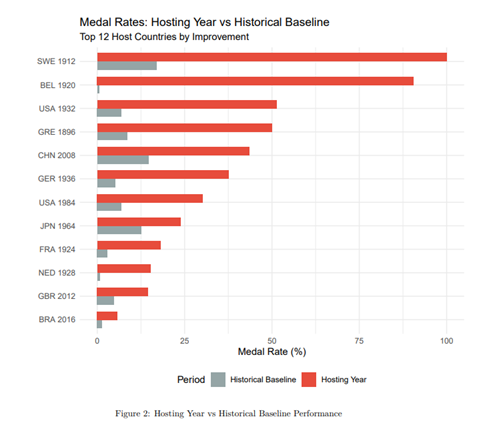 Medal Rates: Hosting Year vs Historical Baseline
Top 12 Host Countries by Improvement
SWE 1912
BEL 1920
USA 1932
GRE 1896
CHN 2008
GER 1936
USA 1984
JPN 1964
FRA 1924
NED 1928
GBR 2012
BRA 2016
0 25 50 75 100
Medal Rate (%)
Period Historical Baseline Hosting Year
Figure 2: Hosting Year vs Historical Baseline Performance